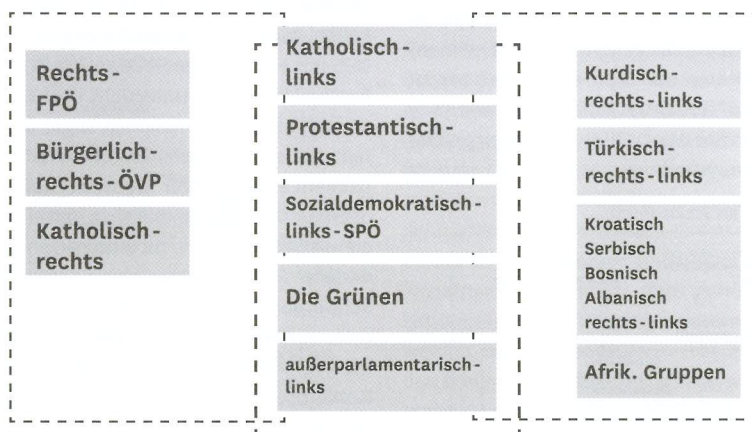 Rechts-
FPÖ
Bürgerlich-
rechts-ÖVP
Katholisch-
rechts
Katholisch-
links
Protestantisch-
links
Sozialdemokratisch-
links-SPÖ
Die Grünen
außerparlamentarisch-
links
Kurdisch-
rechts-links
Türkisch-
rechts-links
Kroatisch
Serbisch
Bosnisch
Albanisch
rechts-links
Afrik. Gruppen